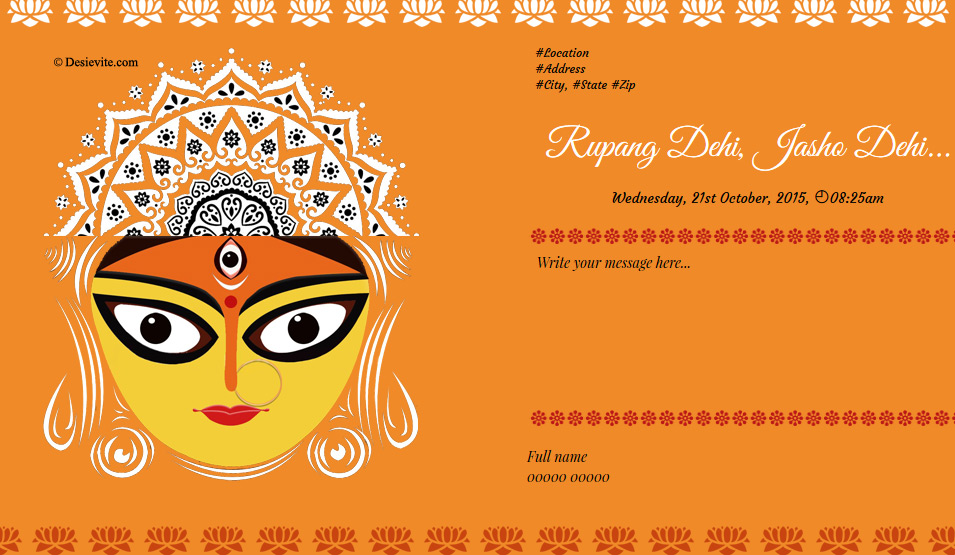 © Desievite.com
#Location
#Address
#City, #State #Zip
Rupang Dehi, Jasho Dehi...
Wednesday, 21st October, 2015, 08:25am
Write your message here...
Full name
00000 00000